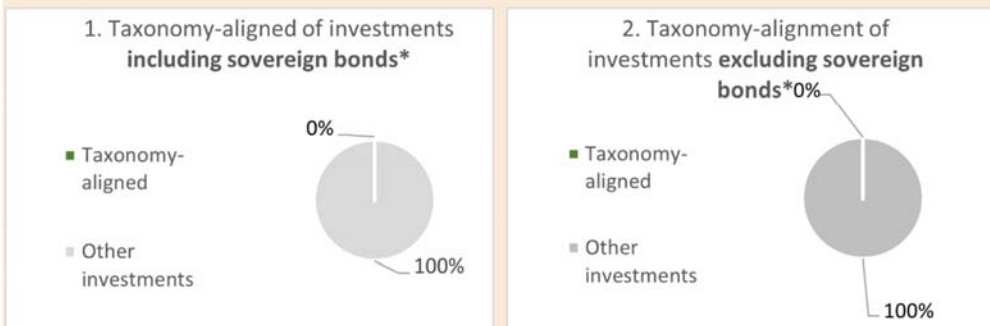 1. Taxonomy-aligned of investments
including sovereign bonds*
0%
Taxonomy-
aligned
Other
investments
100%
2. Taxonomy-alignment of
investments excluding sovereign
bonds*0%
Taxonomy-
aligned
Other
investments
100%